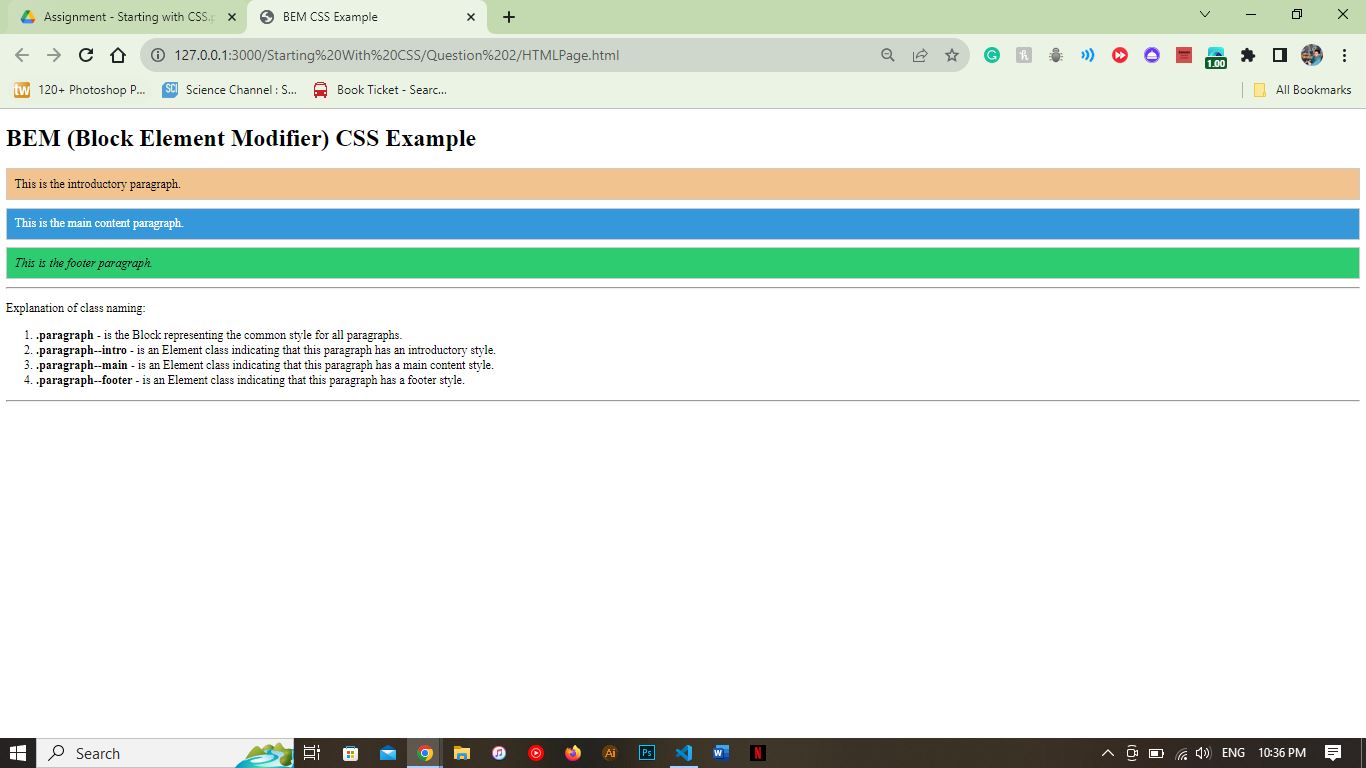 Assignment - Starting with CSS.p
BEM CSS Example
127.0.0.1:3000/Starting%20With%20CSS/Question%202/HTMLPage.html
1.00
tw 120+ Photoshop P...
SCI Science Channel : S...
Book Ticket - Searc...
All Bookmarks
BEM (Block Element Modifier) CSS Example
This is the introductory paragraph.
This is the main content paragraph.
This is the footer paragraph.
Explanation of class naming:
1. .paragraph - is the Block representing the common style for all paragraphs.
2. .paragraph--intro - is an Element class indicating that this paragraph has an introductory style.
3. .paragraph--main - is an Element class indicating that this paragraph has a main content style.
4. .paragraph--footer - is an Element class indicating that this paragraph has a footer style.
Search
Ai
Ps
W
N
ENG
10:36 PM